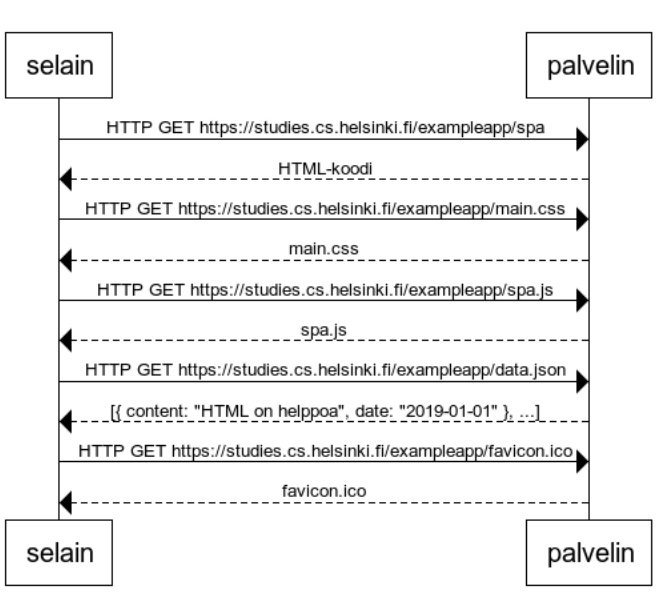 selain
palvelin
HTTP GET https://studies.cs.helsinki.fi/exampleapp/spa
HTML-koodi
HTTP GET https://studies.cs.helsinki.fi/exampleapp/main.css
main.css
HTTP GET https://studies.cs.helsinki.fi/exampleapp/spa.js
spa.js
HTTP GET https://studies.cs.helsinki.fi/exampleapp/data.json
[{ content: "HTML on helppoa", date: "2019-01-01" }, ...]
HTTP GET https://studies.cs.helsinki.fi/exampleapp/favicon.ico
favicon.ico
selain
palvelin